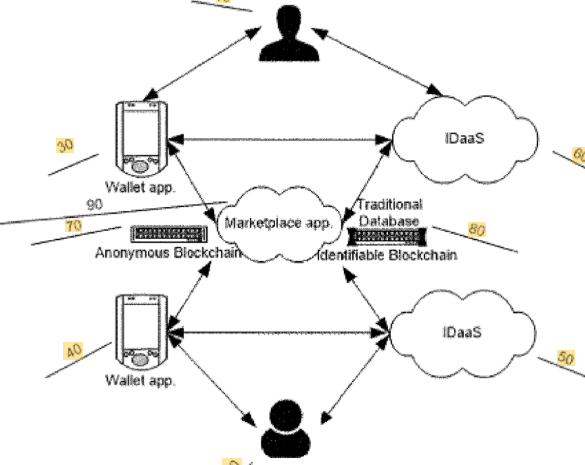 30
IDaaS
60
Wallet app.
90
70
Marketplace app.
Traditional
Database
80
Anonymous Blockchain
Identifiable Blockchain
40
IDaaS
50
Wallet app.